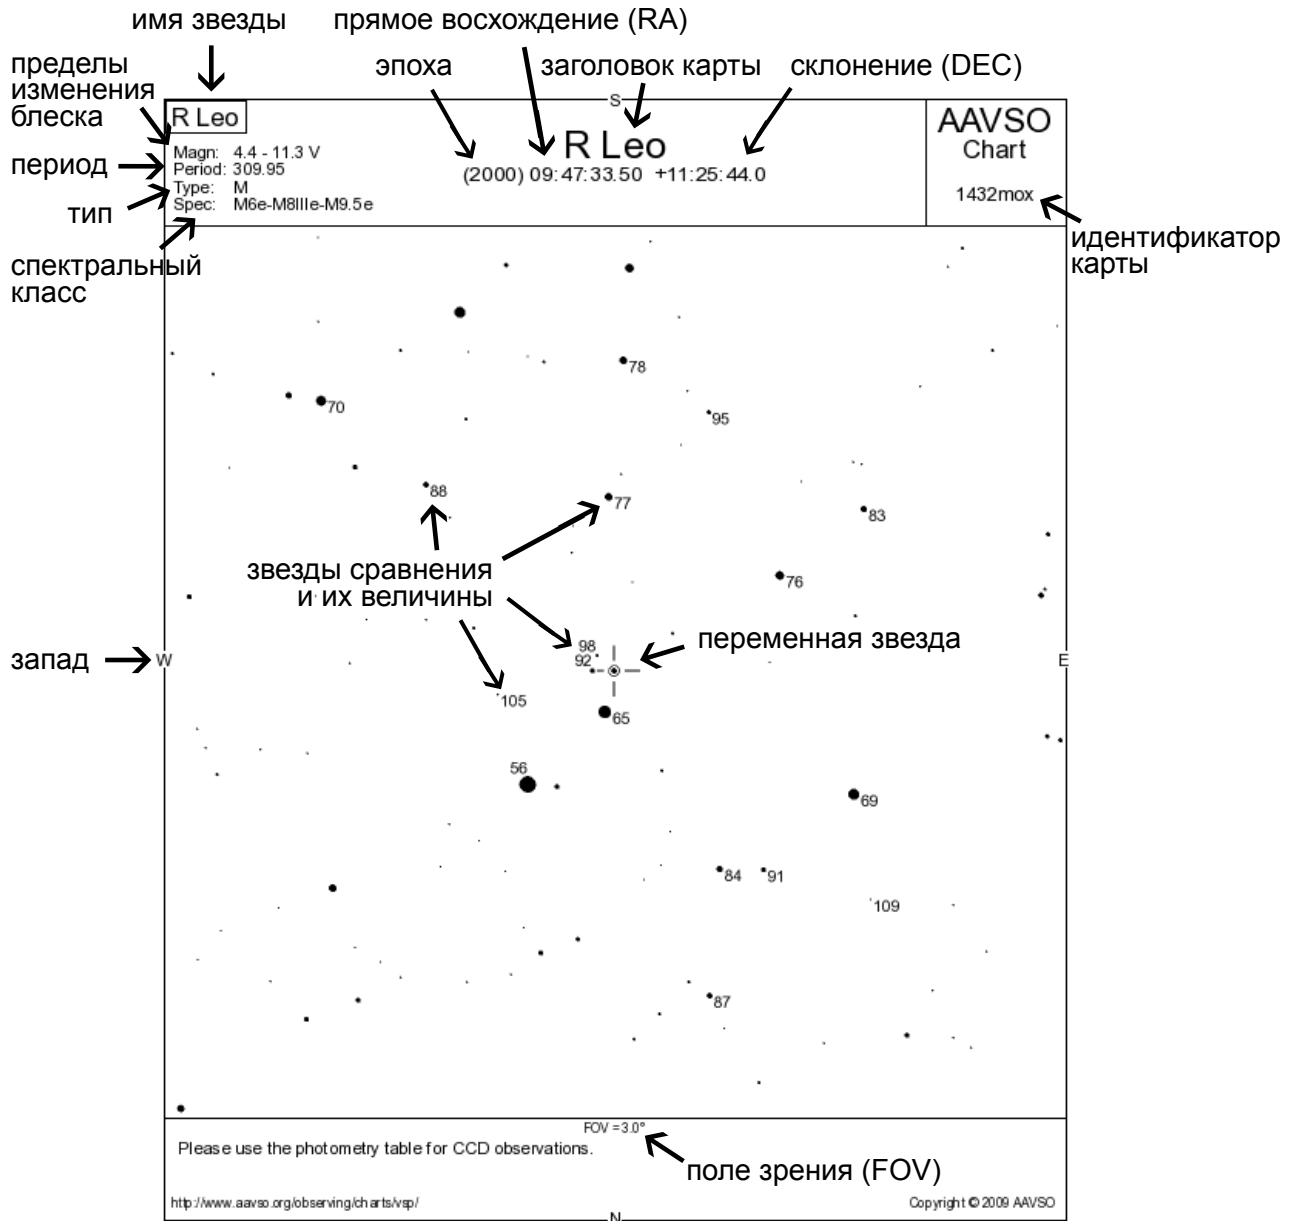 имя звезды
прямое восхождение (RA)
пределы
изменения
блеска
эпоха
заголовок карты
склонение (DEC)
S
R Leo
R Leo
AAVSO
Chart
1432mox
период
Magn: 4.4 - 11.3 V
Period: 309.95
Type: M
Spec: M6e-M8IIIe-M9.5e
(2000) 09:47:33.50 +11:25:44.0
тип
спектральный
класс
идентификатор
карты
78
70
95
88
77
83
звезды сравнения
и их величины
76
98
92
переменная звезда
запад
W
E
105
65
56
69
84
91
109
87
FOV = 3.0°
Please use the photometry table for CCD observations.
поле зрения (FOV)
http://www.aavso.org/observing/charts/vsp/
Copyright © 2009 AAVSO
N